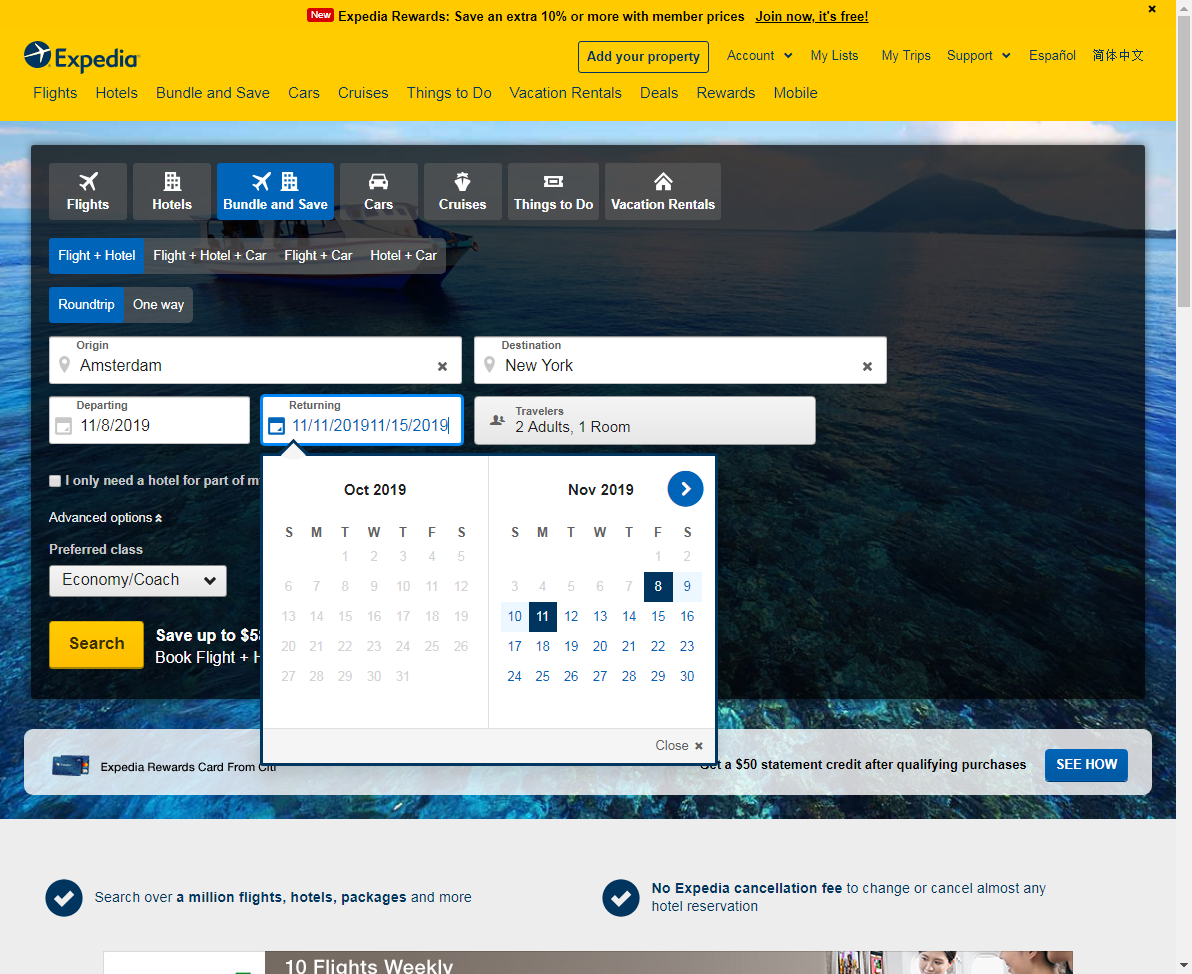 New Expedia Rewards: Save an extra 10% or more with member prices Join now, it's free!
Expedia
Add your property Account My Lists My Trips Support Español 简体中文
Flights Hotels Bundle and Save Cars Cruises Things to Do Vacation Rentals Deals Rewards Mobile
Flights Hotels Bundle and Save Cars Cruises Things to Do Vacation Rentals
Flight + Hotel Flight + Hotel + Car Flight + Car Hotel + Car
Roundtrip One way
Origin Destination
Amsterdam New York
Departing Returning Travelers
11/8/2019 11/11/201911/15/2019 2 Adults, 1 Room
I only need a hotel for part of m
Advanced options
Preferred class
Economy/Coach
Search
Save up to $5
Book Flight + H
Oct 2019 Nov 2019
S M T W T F S S M T W T F S
1 2 3 4 5 1 2
6 7 8 9 10 11 12 3 4 5 6 7 8 9
13 14 15 16 17 18 19 10 11 12 13 14 15 16
20 21 22 23 24 25 26 17 18 19 20 21 22 23
27 28 29 30 31 24 25 26 27 28 29 30
Close
Expedia Rewards Card From Citi Get a $50 statement credit after qualifying purchases SEE HOW
Search over a million flights, hotels, packages and more
No Expedia cancellation fee to change or cancel almost any
hotel reservation
10 Flights Weekly